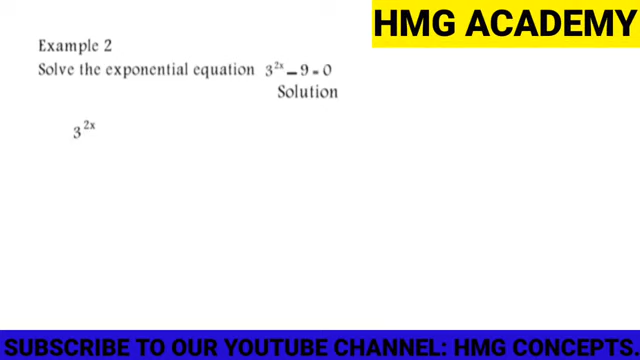 HMG ACADEMY
Example 2
Solve the exponential equation 3^{2x} – 9 = 0
Solution
3^{2x}
SUBSCRIBE TO OUR YOUTUBE CHANNEL: HMG CONCEPTS.